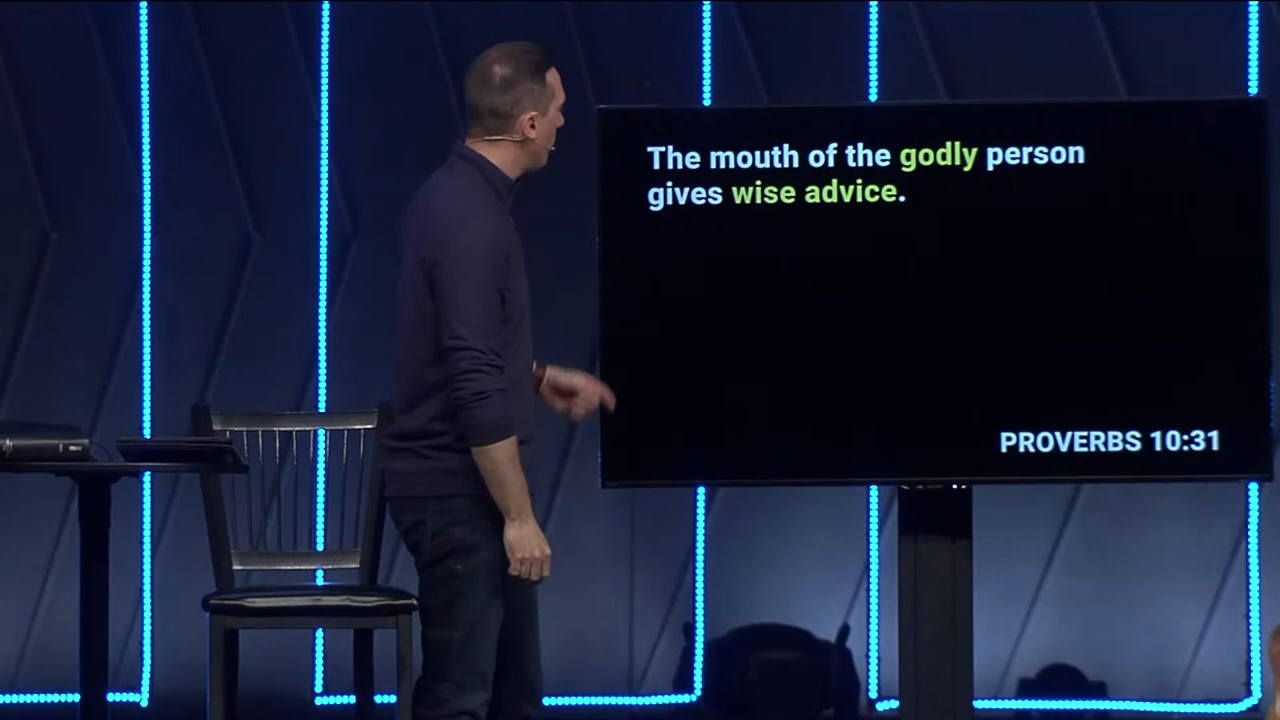 The mouth of the godly person
gives wise advice.
PROVERBS 10:31